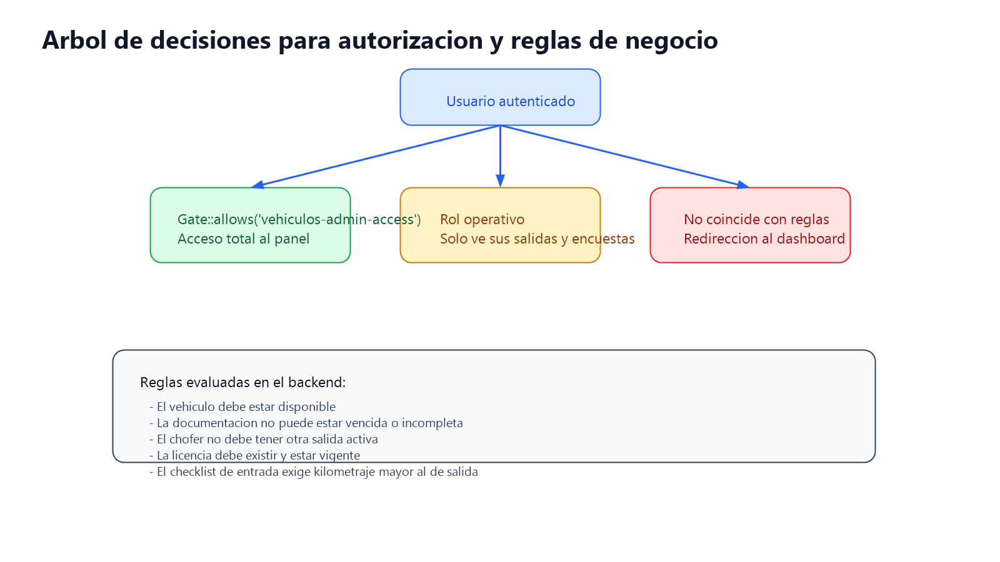 Arbol de decisiones para autorizacion y reglas de negocio
Usuario autenticado
Gate::allows('vehiculos-admin-access')
Acceso total al panel
Rol operativo
Solo ve sus salidas y encuestas
No coincide con reglas
Redireccion al dashboard
Reglas evaluadas en el backend:
- El vehiculo debe estar disponible
- La documentacion no puede estar vencida o incompleta
- El chofer no debe tener otra salida activa
- La licencia debe existir y estar vigente
- El checklist de entrada exige kilometraje mayor al de salida